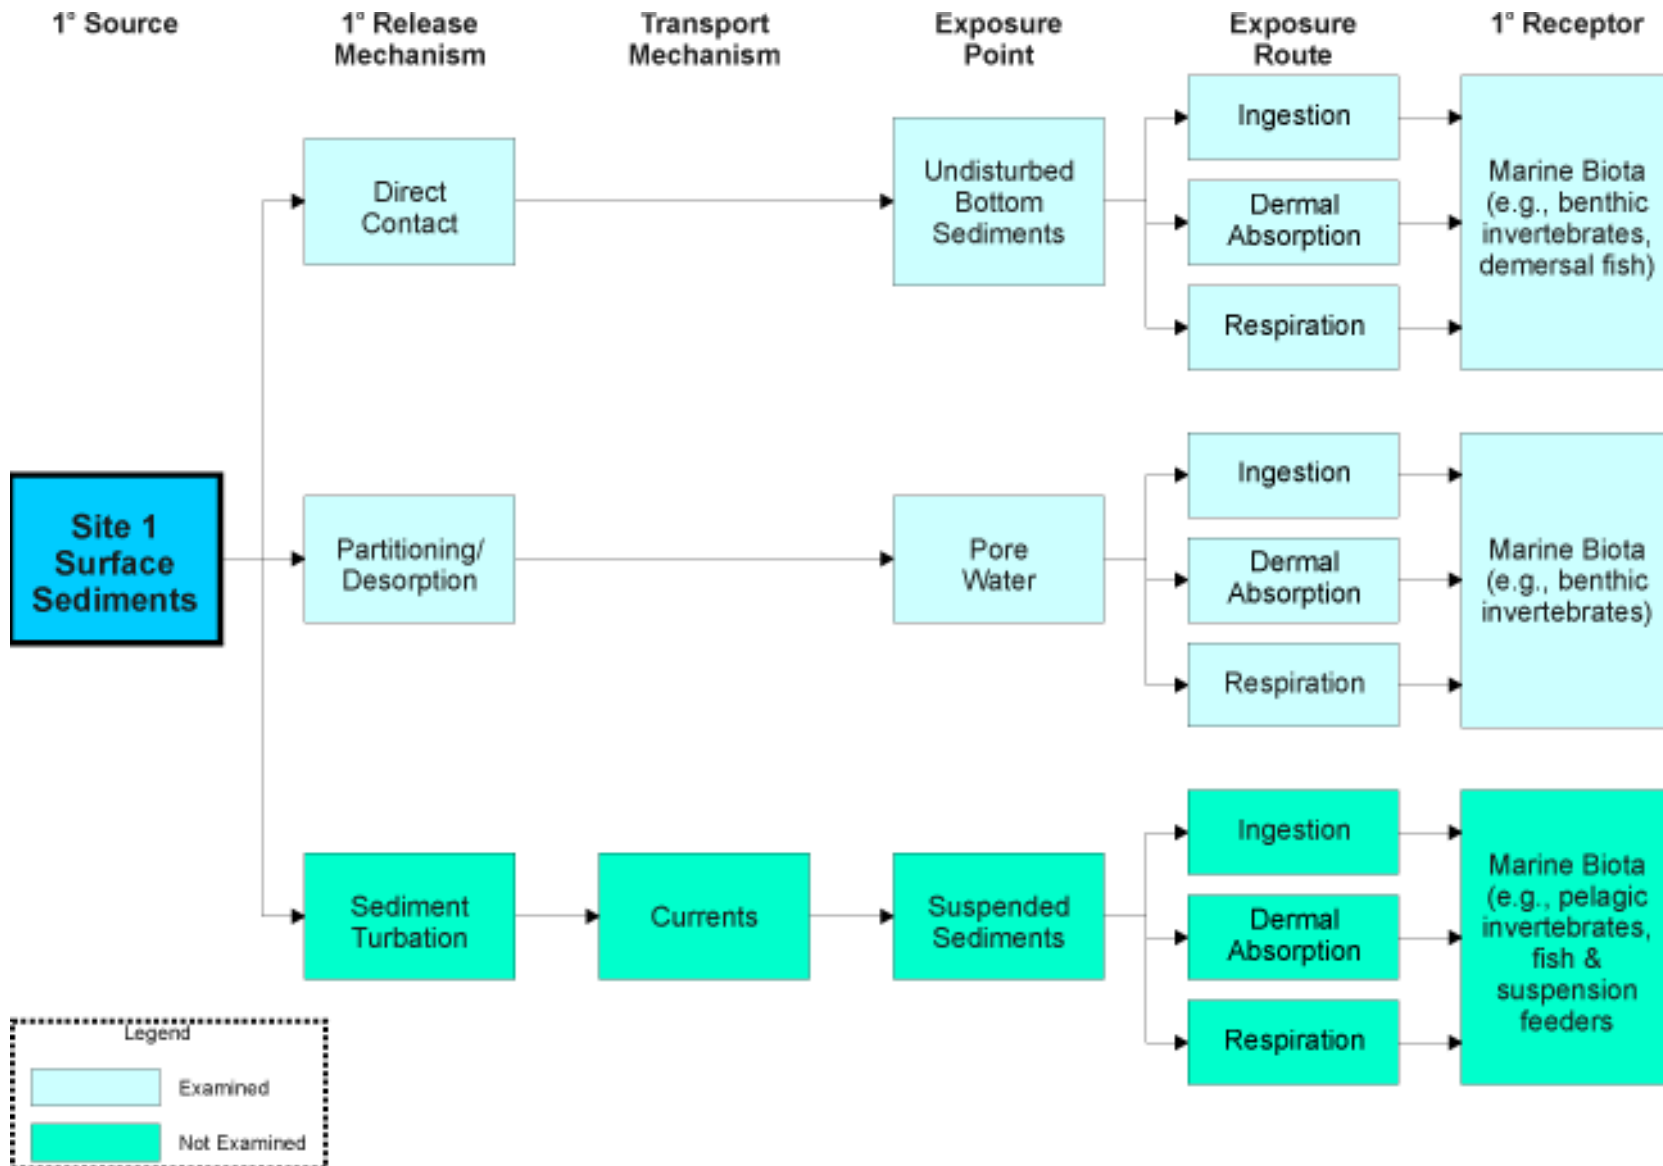 1° Source
1° Release
Mechanism
Transport
Mechanism
Exposure
Point
Exposure
Route
1° Receptor
Site 1
Surface
Sediments
Direct
Contact
Undisturbed
Bottom
Sediments
Ingestion
Dermal
Absorption
Respiration
Marine Biota
(e.g., benthic
invertebrates,
demersal fish)
Partitioning/
Desorption
Pore
Water
Ingestion
Dermal
Absorption
Respiration
Marine Biota
(e.g., benthic
invertebrates)
Sediment
Turbation
Currents
Suspended
Sediments
Ingestion
Dermal
Absorption
Respiration
Marine Biota
(e.g., pelagic
invertebrates,
fish &
suspension
feeders
Legend
Examined
Not Examined